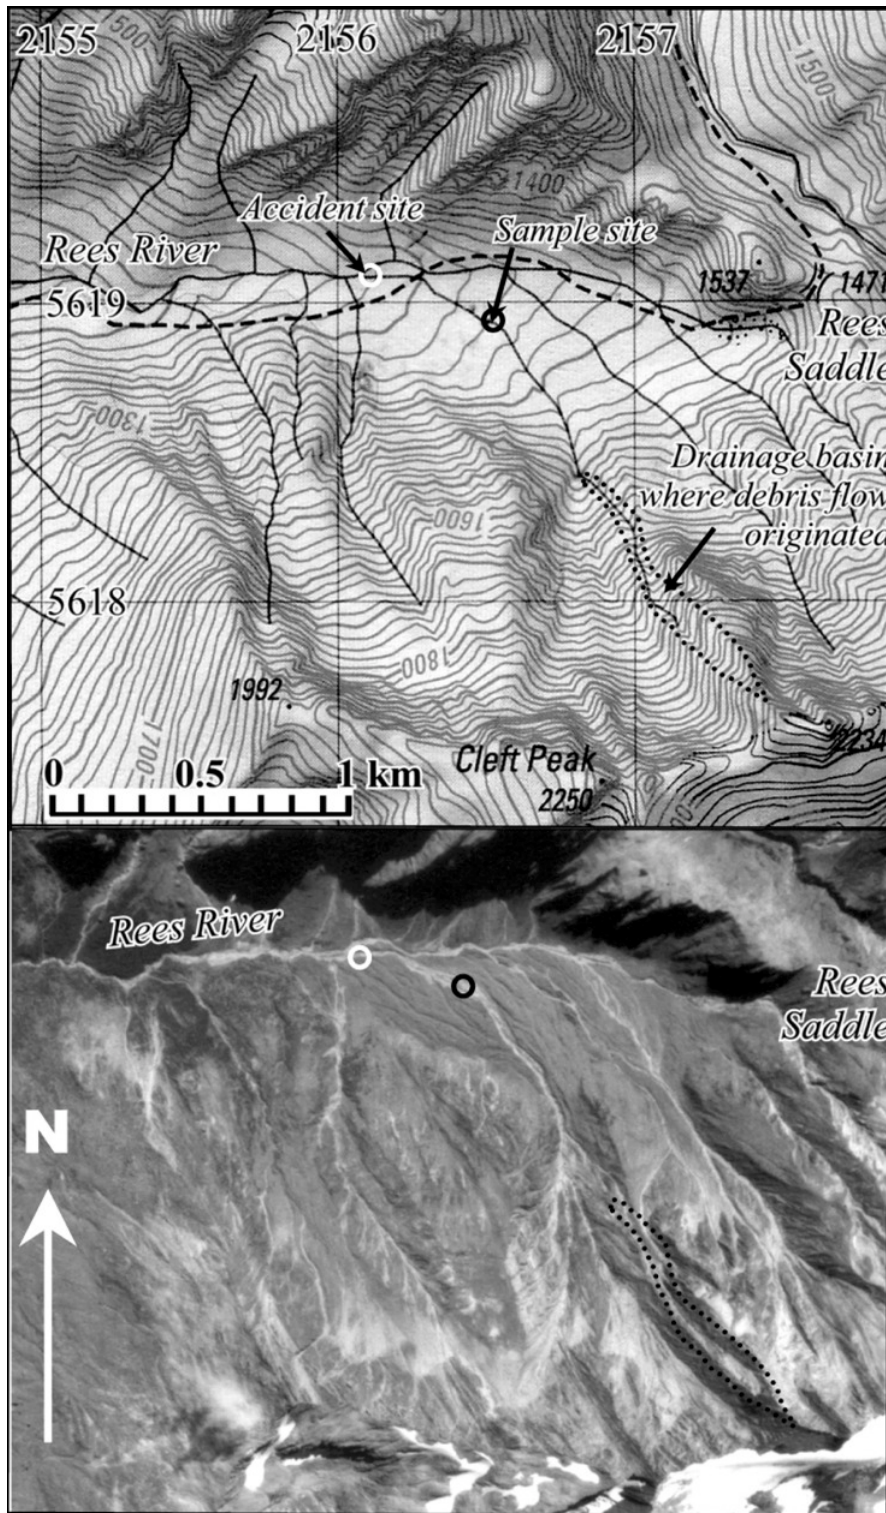 2155
2156
2157
500
1500
1400
Accident site
Sample site
Rees River
5619
1537
1471
Rees
Saddle
1300
Drainage basin
where debris flow
originated
1600
5618
1800
1992
1700
2234
0 0.5 1 km
Cleft Peak
2250
Rees River
Rees
Saddle
N